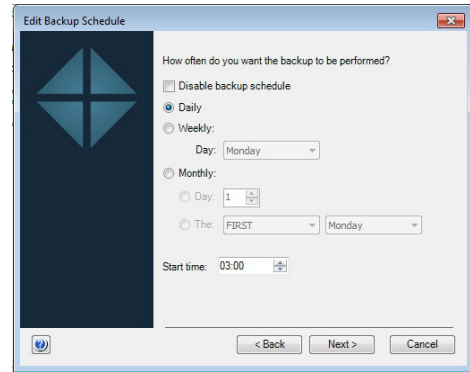 Edit Backup Schedule
How often do you want the backup to be performed?
Disable backup schedule
Daily
Weekly:
Day: Monday
Monthly:
Day: 1
The: FIRST Monday
Start time: 03:00
< Back Next > Cancel